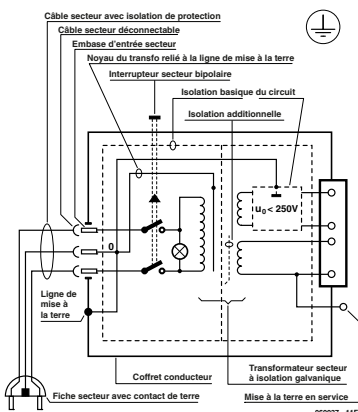 Câble secteur avec isolation de protection
Câble secteur déconnectable
Embase d'entrée secteur
Noyau du transfo relié à la ligne de mise à la terre
Interrupteur secteur bipolaire
Isolation basique du circuit
Isolation additionnelle
u₀ < 250V
0
Ligne de
mise à
la terre
Transformateur secteur
à isolation galvanique
Coffret conducteur
Fiche secteur avec contact de terre
Mise à la terre en service